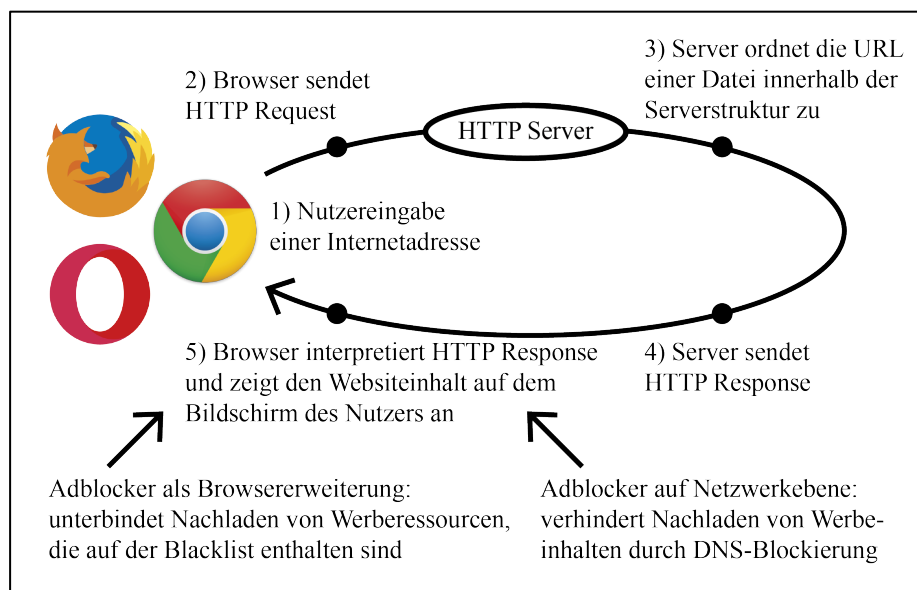 2) Browser sendet
HTTP Request
HTTP Server
3) Server ordnet die URL
einer Datei innerhalb der
Serverstruktur zu
1) Nutzereingabe
einer Internetadresse
5) Browser interpretiert HTTP Response
und zeigt den Websiteinhalt auf dem
Bildschirm des Nutzers an
4) Server sendet
HTTP Response
Adblocker als Browsererweiterung:
unterbindet Nachladen von Werberessourcen,
die auf der Blacklist enthalten sind
Adblocker auf Netzwerkebene:
verhindert Nachladen von Werbe-
inhalten durch DNS-Blockierung